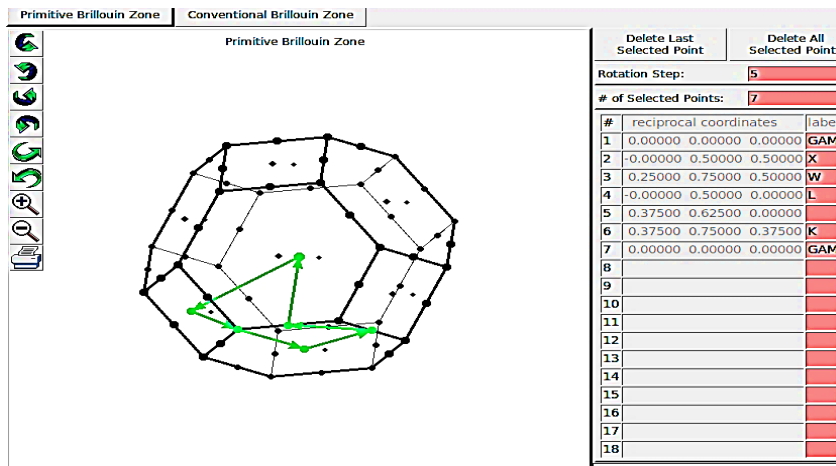 Primitive Brillouin Zone
Conventional Brillouin Zone
Primitive Brillouin Zone
Delete Last
Selected Point
Delete All
Selected Point
Rotation Step: 5
# of Selected Points: 7
# reciprocal coordinates labe
1 0.00000 0.00000 0.00000 GAM
2 -0.00000 0.50000 0.50000 X
3 0.25000 0.75000 0.50000 W
4 -0.00000 0.50000 0.00000 L
5 0.37500 0.62500 0.00000
6 0.37500 0.75000 0.37500 K
7 0.00000 0.00000 0.00000 GAM
8
9
10
11
12
13
14
15
16
17
18